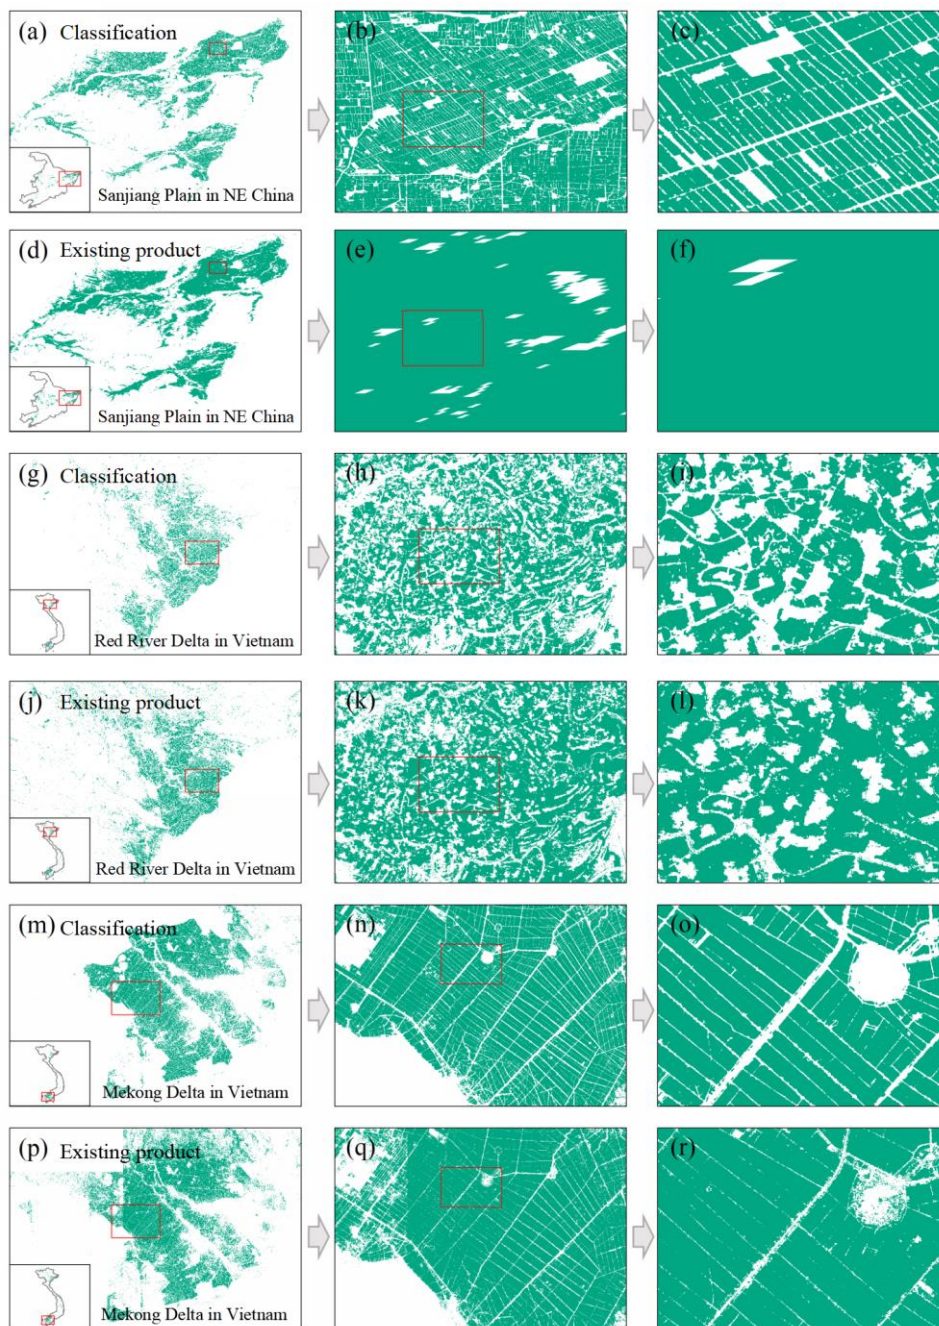 (a) Classification
(b)
(c)
Sanjiang Plain in NE China
(d) Existing product
(e)
(f)
Sanjiang Plain in NE China
(g) Classification
(h)
(i)
Red River Delta in Vietnam
(j) Existing product
(k)
(l)
Red River Delta in Vietnam
(m) Classification
(n)
(o)
Mekong Delta in Vietnam
(p) Existing product
(q)
(r)
Mekong Delta in Vietnam